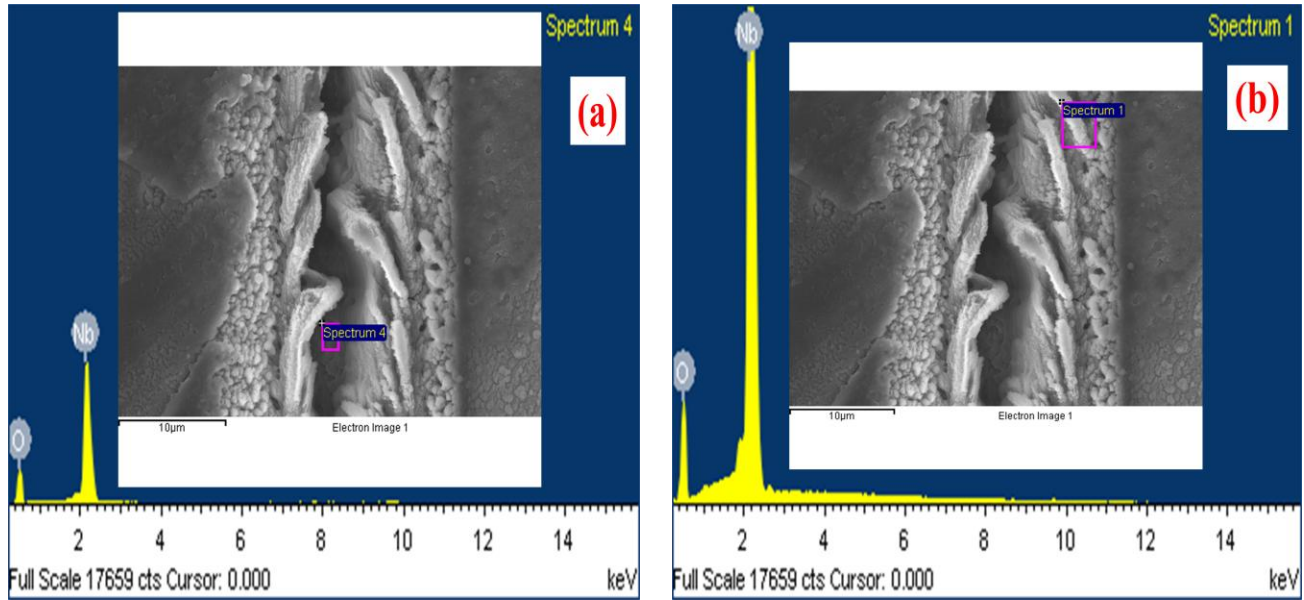 Spectrum 4
(a)
Nb
O
Spectrum 4
10μm
Electron Image 1
2 4 6 8 10 12 14
Full Scale 17659 cts Cursor: 0.000 keV
Spectrum 1
(b)
Nb
O
Spectrum 1
10μm
Electron Image 1
2 4 6 8 10 12 14
Full Scale 17659 cts Cursor: 0.000 keV